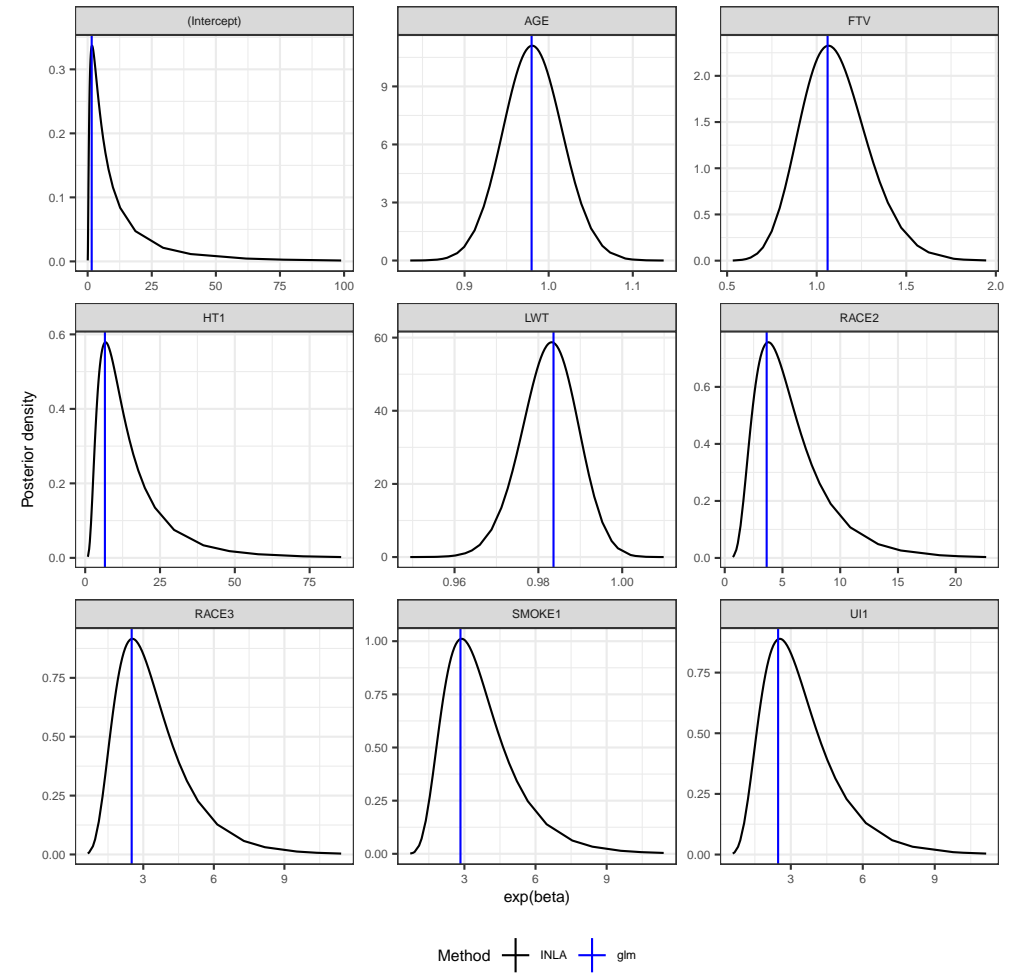 (Intercept)
AGE
FTV
0.3
0.2
0.1
0.0
9
6
3
0
2.0
1.5
1.0
0.5
0.0
0 25 50 75 100
0.9 1.0 1.1
0.5 1.0 1.5 2.0
HT1
LWT
RACE2
0.6
0.4
0.2
0.0
60
40
20
0
0.6
0.4
0.2
0.0
0 25 50 75
0.96 0.98 1.00
0 5 10 15 20
RACE3
SMOKE1
UI1
0.75
0.50
0.25
0.00
1.00
0.75
0.50
0.25
0.00
0.75
0.50
0.25
0.00
3 6 9
3 6 9
3 6 9
Posterior density
exp(beta)
Method INLA glm